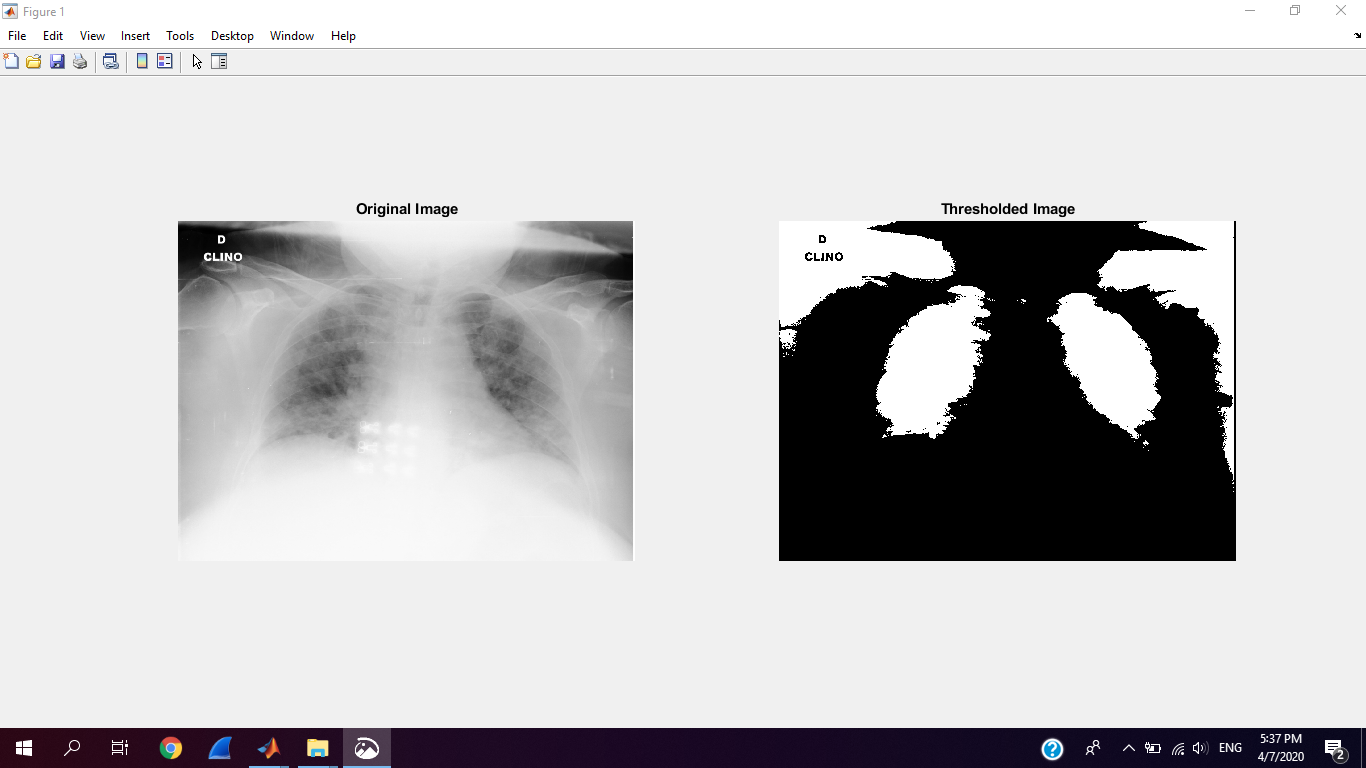 Figure 1
File Edit View Insert Tools Desktop Window Help
Original Image
Thresholded Image
D
CLINO
D
CLINO
ENG
5:37 PM
4/7/2020
2